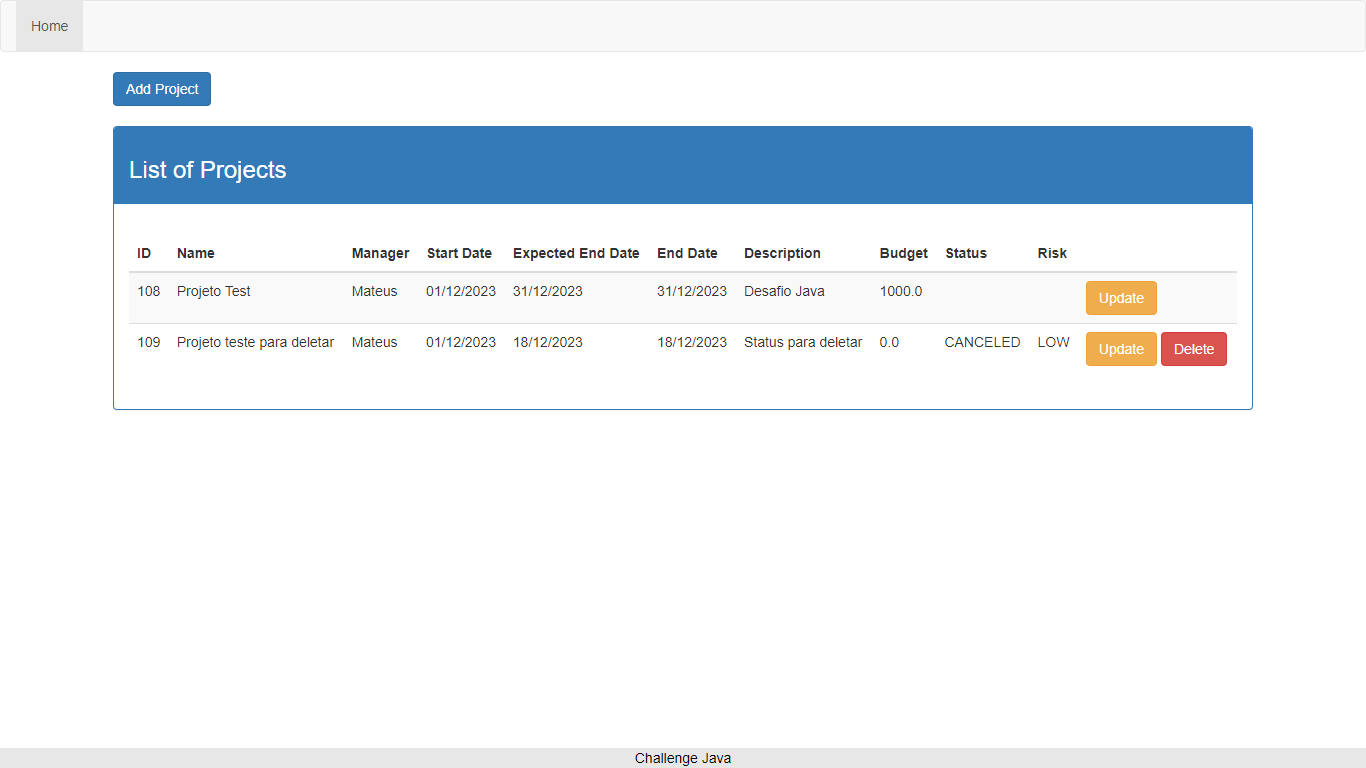 Home
Add Project
List of Projects
ID Name Manager Start Date Expected End Date End Date Description Budget Status Risk
108 Projeto Test Mateus 01/12/2023 31/12/2023 31/12/2023 Desafio Java 1000.0 Update
109 Projeto teste para deletar Mateus 01/12/2023 18/12/2023 18/12/2023 Status para deletar 0.0 CANCELED LOW Update Delete
Challenge Java